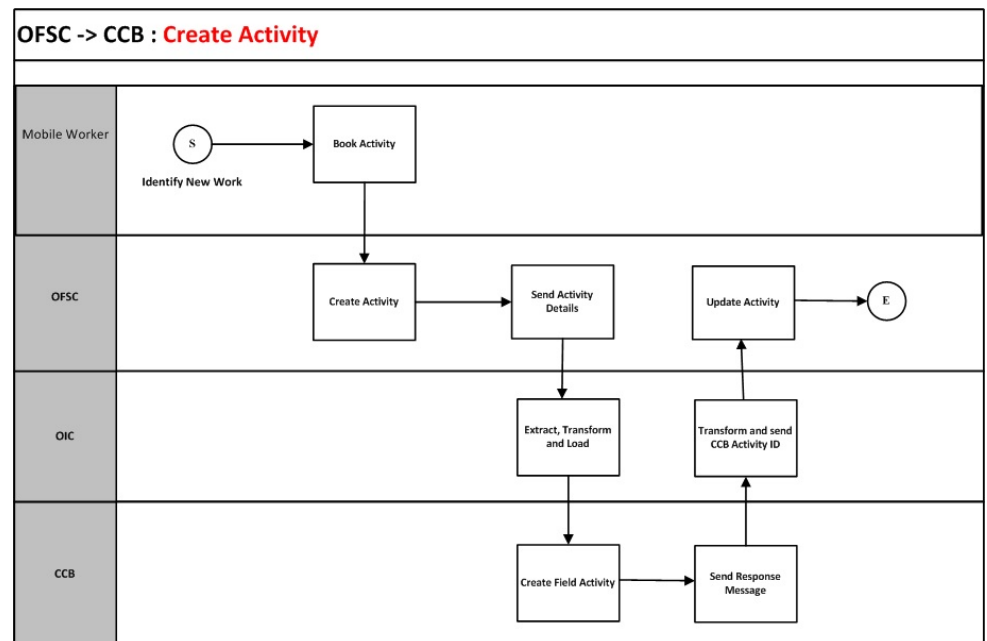 OFSC -> CCB : Create Activity
Mobile Worker
S
Identify New Work
Book Activity
OFSC
Create Activity
Send Activity
Details
Update Activity
E
OIC
Extract, Transform
and Load
Transform and send
CCB Activity ID
CCB
Create Field Activity
Send Response
Message